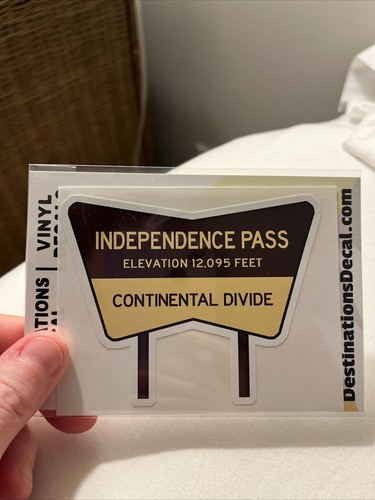 INDEPENDENCE PASS
ELEVATION 12,095 FEET
CONTINENTAL DIVIDE
DestinationsDecal.com
VINYL